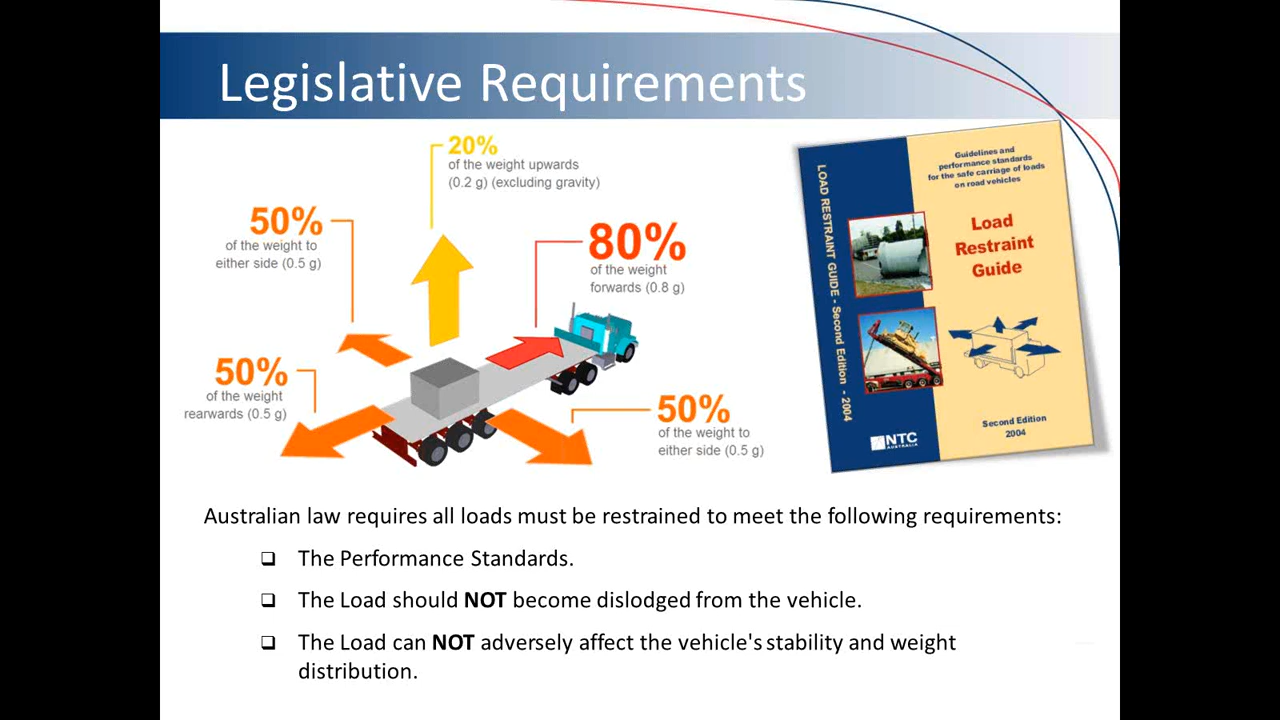 Legislative Requirements
20%
of the weight upwards
(0.2 g) (excluding gravity)
50%
of the weight to
either side (0.5 g)
80%
of the weight
forwards (0.8 g)
50%
of the weight
rearwards (0.5 g)
50%
of the weight to
either side (0.5 g)
LOAD RESTRAINT GUIDE - Second Edition - 2004
Guidelines and
performance standards
for the safe carriage of loads
on road vehicles
Load
Restraint
Guide
Second Edition
2004
NTC
AUSTRALIA
Australian law requires all loads must be restrained to meet the following requirements:
❑ The Performance Standards.
❑ The Load should NOT become dislodged from the vehicle.
❑ The Load can NOT adversely affect the vehicle's stability and weight
distribution.